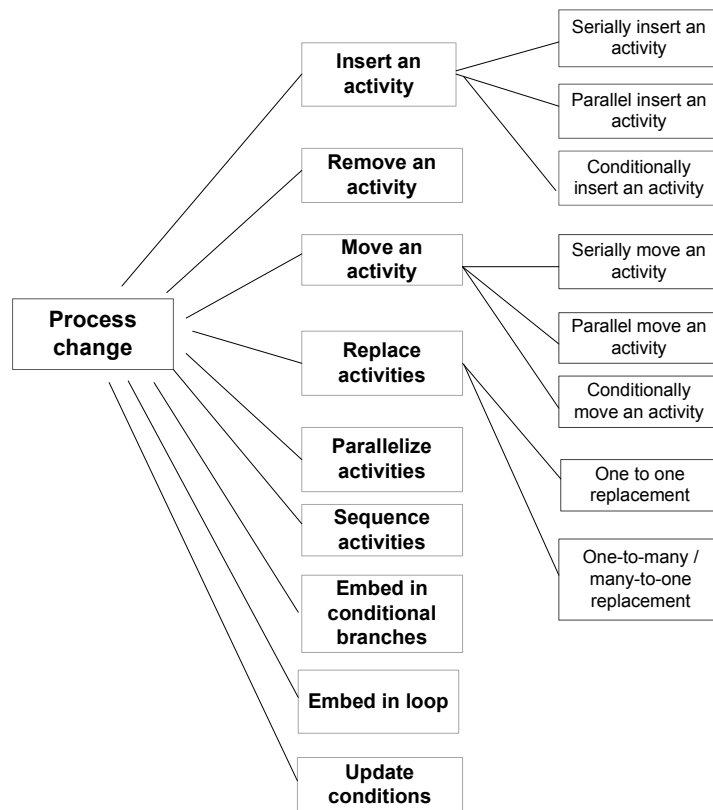 Process
change
Insert an
activity
Remove an
activity
Move an
activity
Replace
activities
Parallelize
activities
Sequence
activities
Embed in
conditional
branches
Embed in loop
Update
conditions
Serially insert an
activity
Parallel insert an
activity
Conditionally
insert an activity
Serially move an
activity
Parallel move an
activity
Conditionally
move an activity
One to one
replacement
One-to-many /
many-to-one
replacement